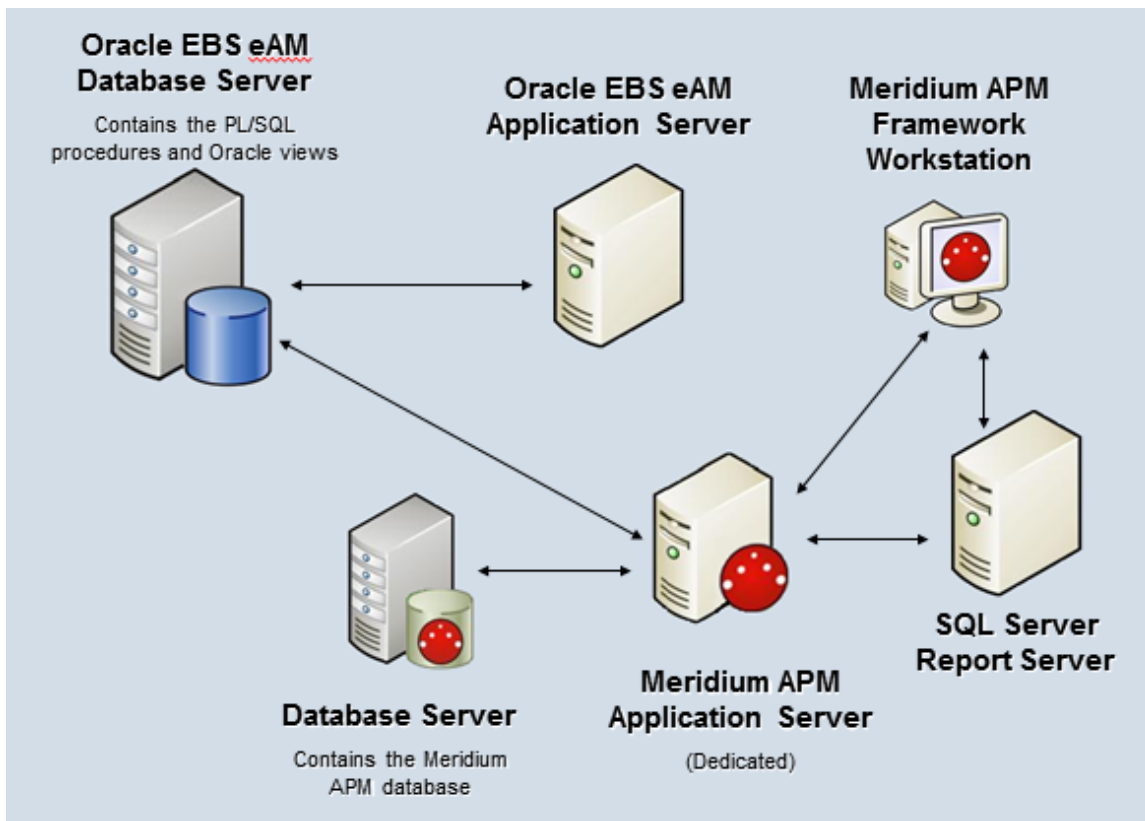 Oracle EBS eAM
Database Server
Contains the PL/SQL
procedures and Oracle views
Oracle EBS eAM
Application Server
Meridium APM
Framework
Workstation
SQL Server
Report Server
Database Server
Contains the Meridium
APM database
Meridium APM
Application Server
(Dedicated)